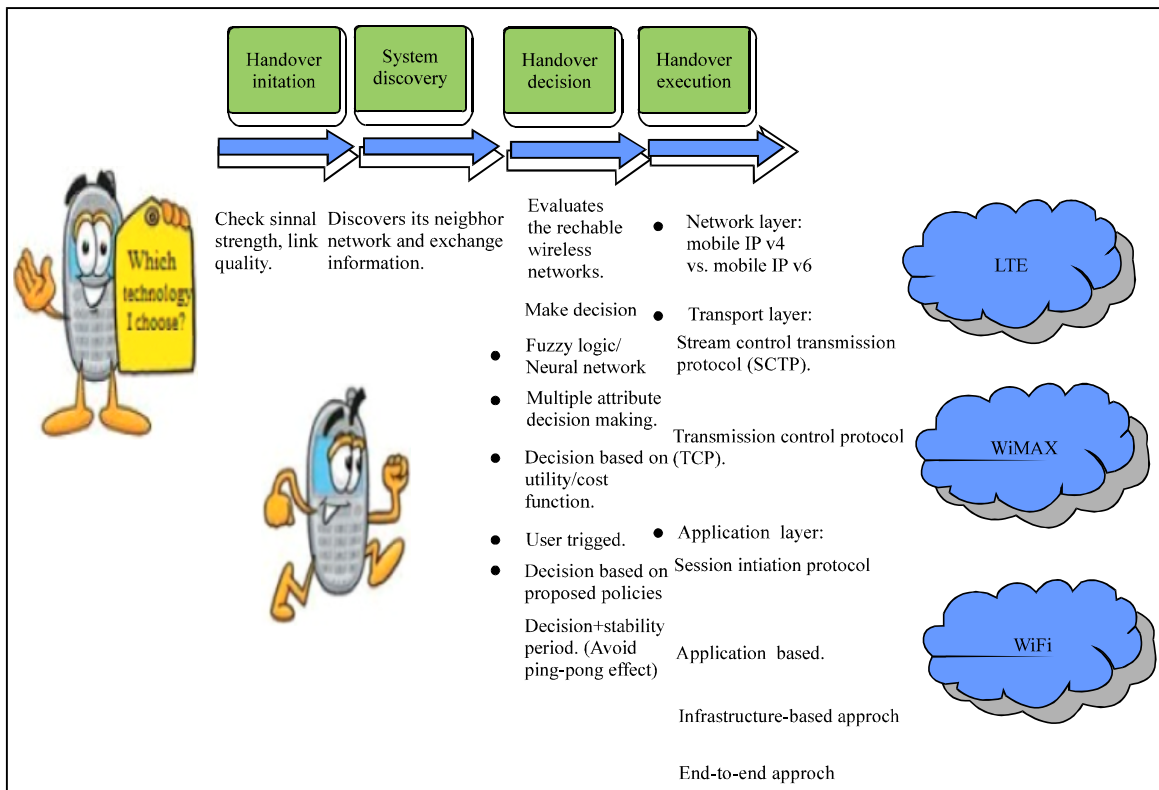 Handover
initation
System
discovery
Handover
decision
Handover
execution
Which
technology
I choose?
Check sinnal
strength, link
quality.
Discovers its neigbhor
network and exchange
information.
Evaluates
the rechable
wireless
networks.
Make decision
● Fuzzy logic/
Neural network
● Multiple attribute
decision making.
● Decision based on
utility/cost
function.
● User trigged.
● Decision based on
proposed policies
Decision+stability
period. (Avoid
ping-pong effect)
● Network layer:
mobile IP v4
vs. mobile IP v6
● Transport layer:
Stream control transmission
protocol (SCTP).
Transmission control protocol
(TCP).
● Application layer:
Session intiation protocol
Application based.
Infrastructure-based approch
End-to-end approch
LTE
WiMAX
WiFi